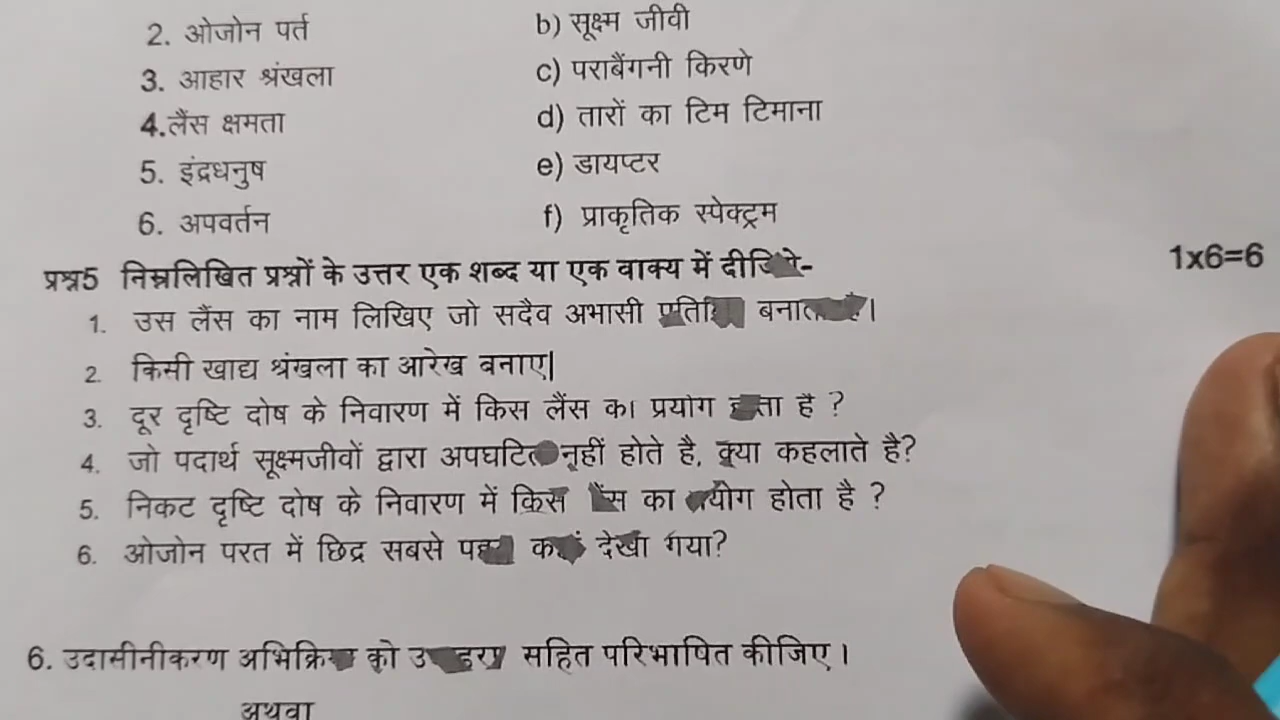 2. ओजोन पर्त b) सूक्ष्म जीवी
3. आहार श्रंखला c) पराबैंगनी किरणे
4.लैंस क्षमता d) तारों का टिम टिमाना
5. इंद्रधनुष e) डायप्टर
6. अपवर्तन f) प्राकृतिक स्पेक्ट्रम
प्रश्न5 निम्नलिखित प्रश्नों के उत्तर एक शब्द या एक वाक्य में 1x6=6
1. उस लैंस का नाम लिखिए जो सदैव अभासी
2. किसी खाद्य श्रंखला का आरेख बनाए|
3. दूर दृष्टि दोष के निवारण में किस लैंस का प्रयोग है ?
4. जो पदार्थ सूक्ष्मजीवों द्वारा नहीं होते है, क्या कहलाते है?
5. निकट दृष्टि दोष के निवारण में किस का होता है ?
6. ओजोन परत में छिद्र सबसे देखा गया?
6. उदासीनीकरण को सहित परिभाषित कीजिए।
अथवा